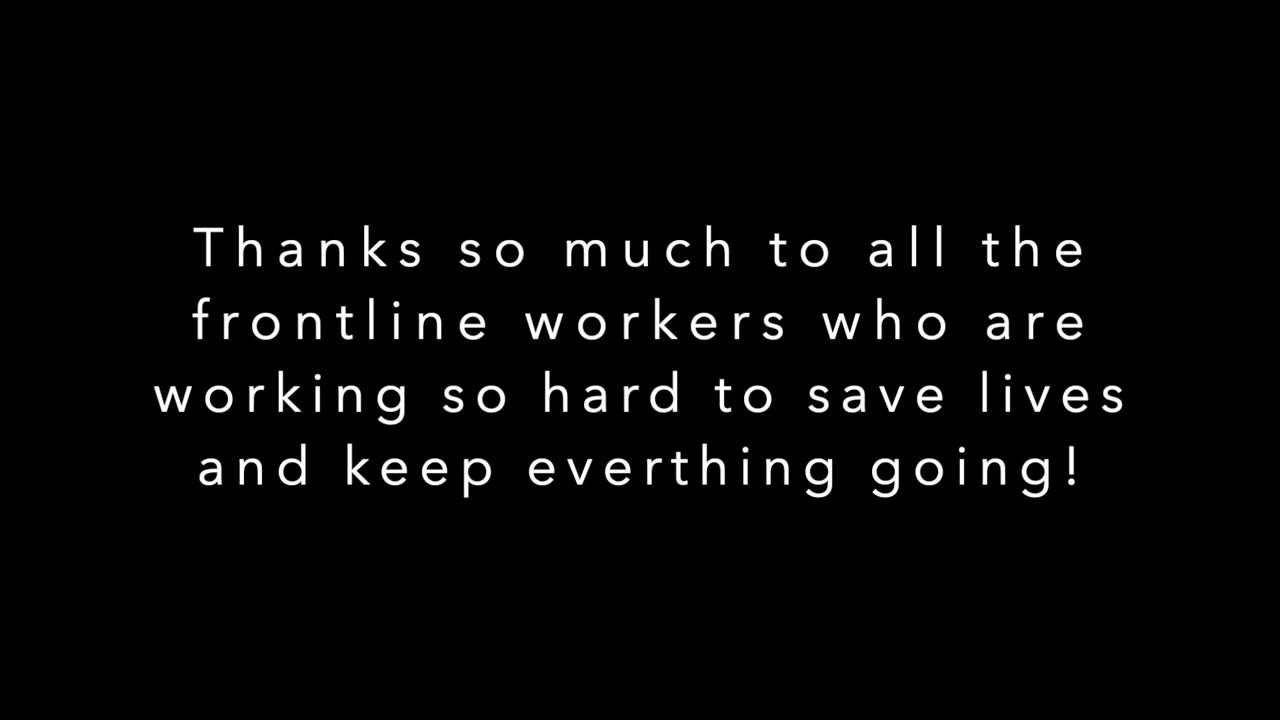 Thanks so much to all the
frontline workers who are
working so hard to save lives
and keep everthing going!